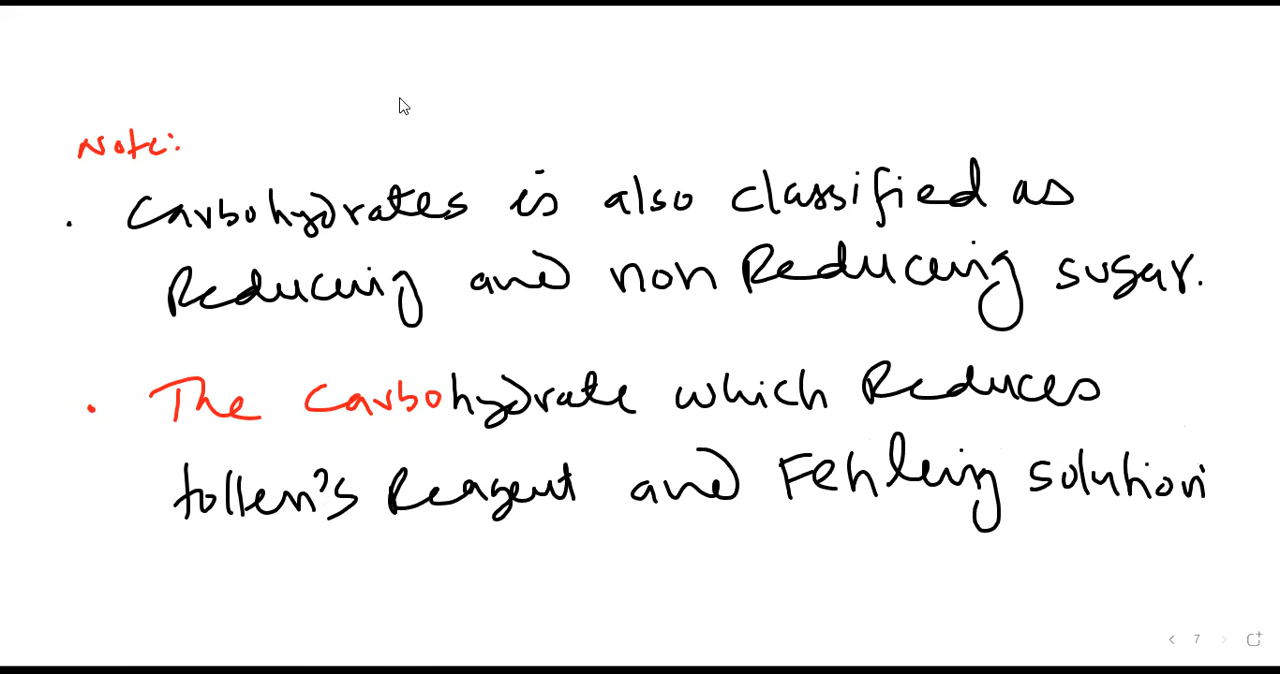 Note:
. Carbohydrates is also classified as
Reducing and non Reducing sugar.
. The carbohydrate which Reduces
tollen's Reagent and Fehling solution
< 7 >